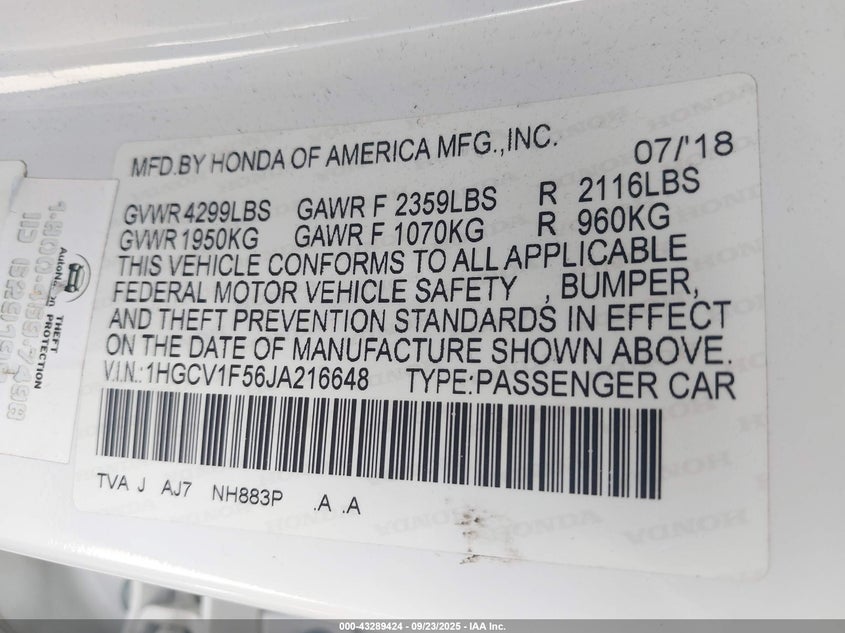 MFD.BY HONDA OF AMERICA MFG.,INC. 07/'18
GVWR 4299LBS GAWR F 2359LBS R 2116LBS
GVWR 1950KG GAWR F 1070KG R 960KG
THIS VEHICLE CONFORMS TO ALL APPLICABLE
FEDERAL MOTOR VEHICLE SAFETY , BUMPER,
AND THEFT PREVENTION STANDARDS IN EFFECT
ON THE DATE OF MANUFACTURE SHOWN ABOVE.
V.I.N.:1HGCV1F56JA216648 TYPE:PASSENGER CAR
TVA J AJ7 NH883P .A .A
THEFT
PROTECTION
000-43289424 - 09/23/2025 - IAA Inc.